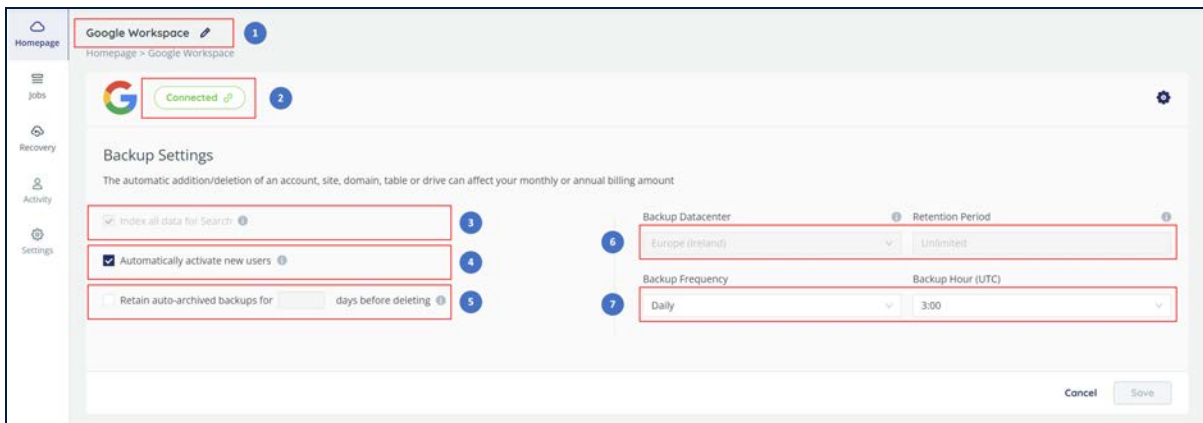 Homepage
Jobs
Recovery
Activity
Settings
Google Workspace
1
Homepage > Google Workspace
Connected
2
Backup Settings
The automatic addition/deletion of an account, site, domain, table or drive can affect your monthly or annual billing amount
Index all data for Search
3
Automatically activate new users
4
Retain auto-archived backups for days before deleting
5
Backup Datacenter Retention Period
6
Europe (Ireland) Unlimited
Backup Frequency Backup Hour (UTC)
7
Daily 3:00
Cancel Save